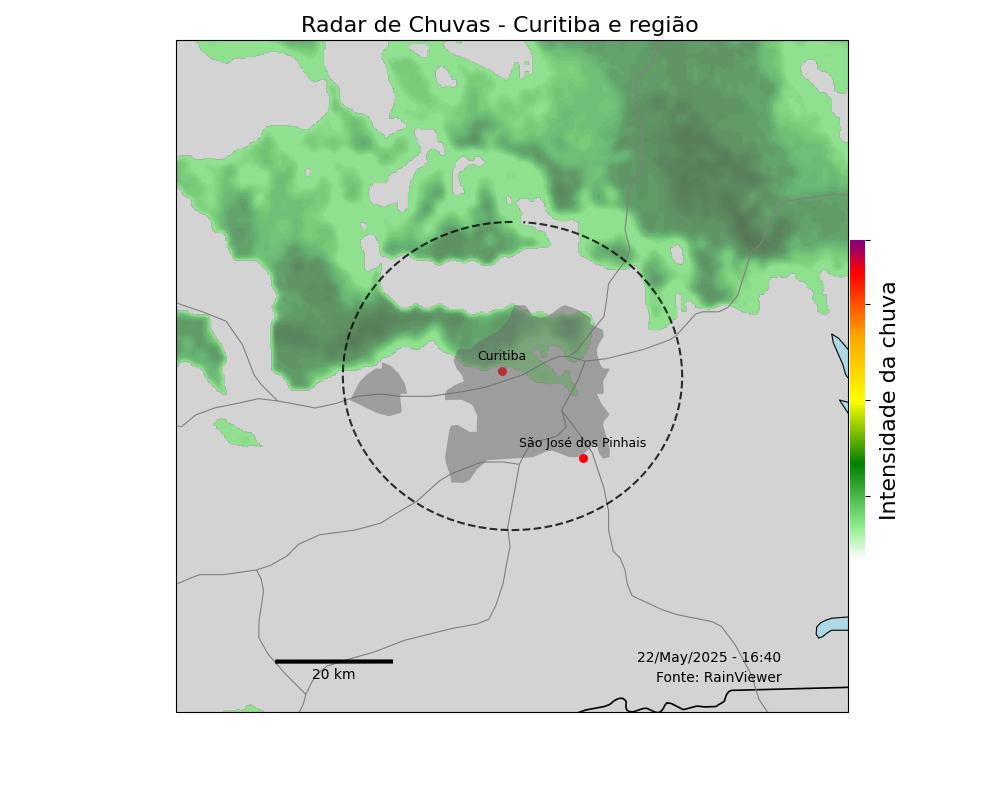 Radar de Chuvas - Curitiba e região
Curitiba
São José dos Pinhais
Intensidade da chuva
20 km
22/May/2025 - 16:40
Fonte: RainViewer